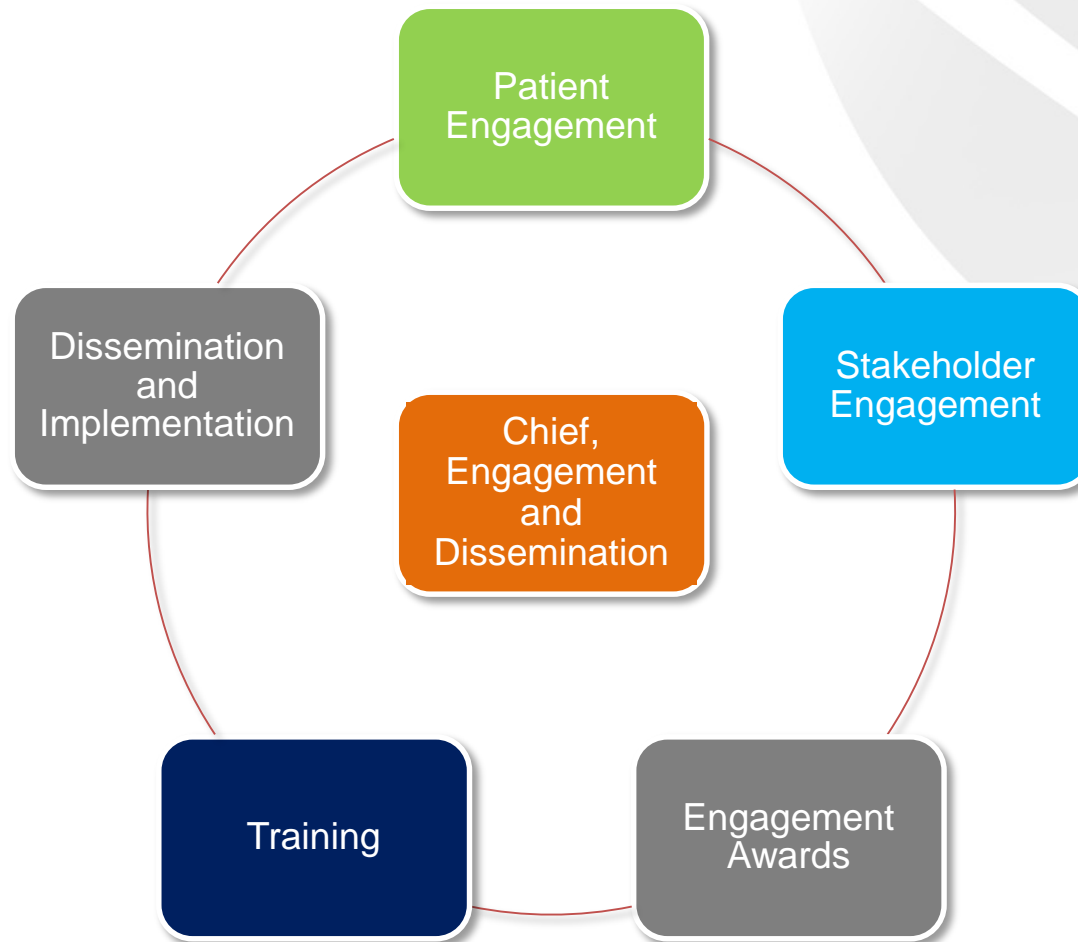 Patient
Engagement
Dissemination
and
Implementation
Stakeholder
Engagement
Chief,
Engagement
and
Dissemination
Training
Engagement
Awards